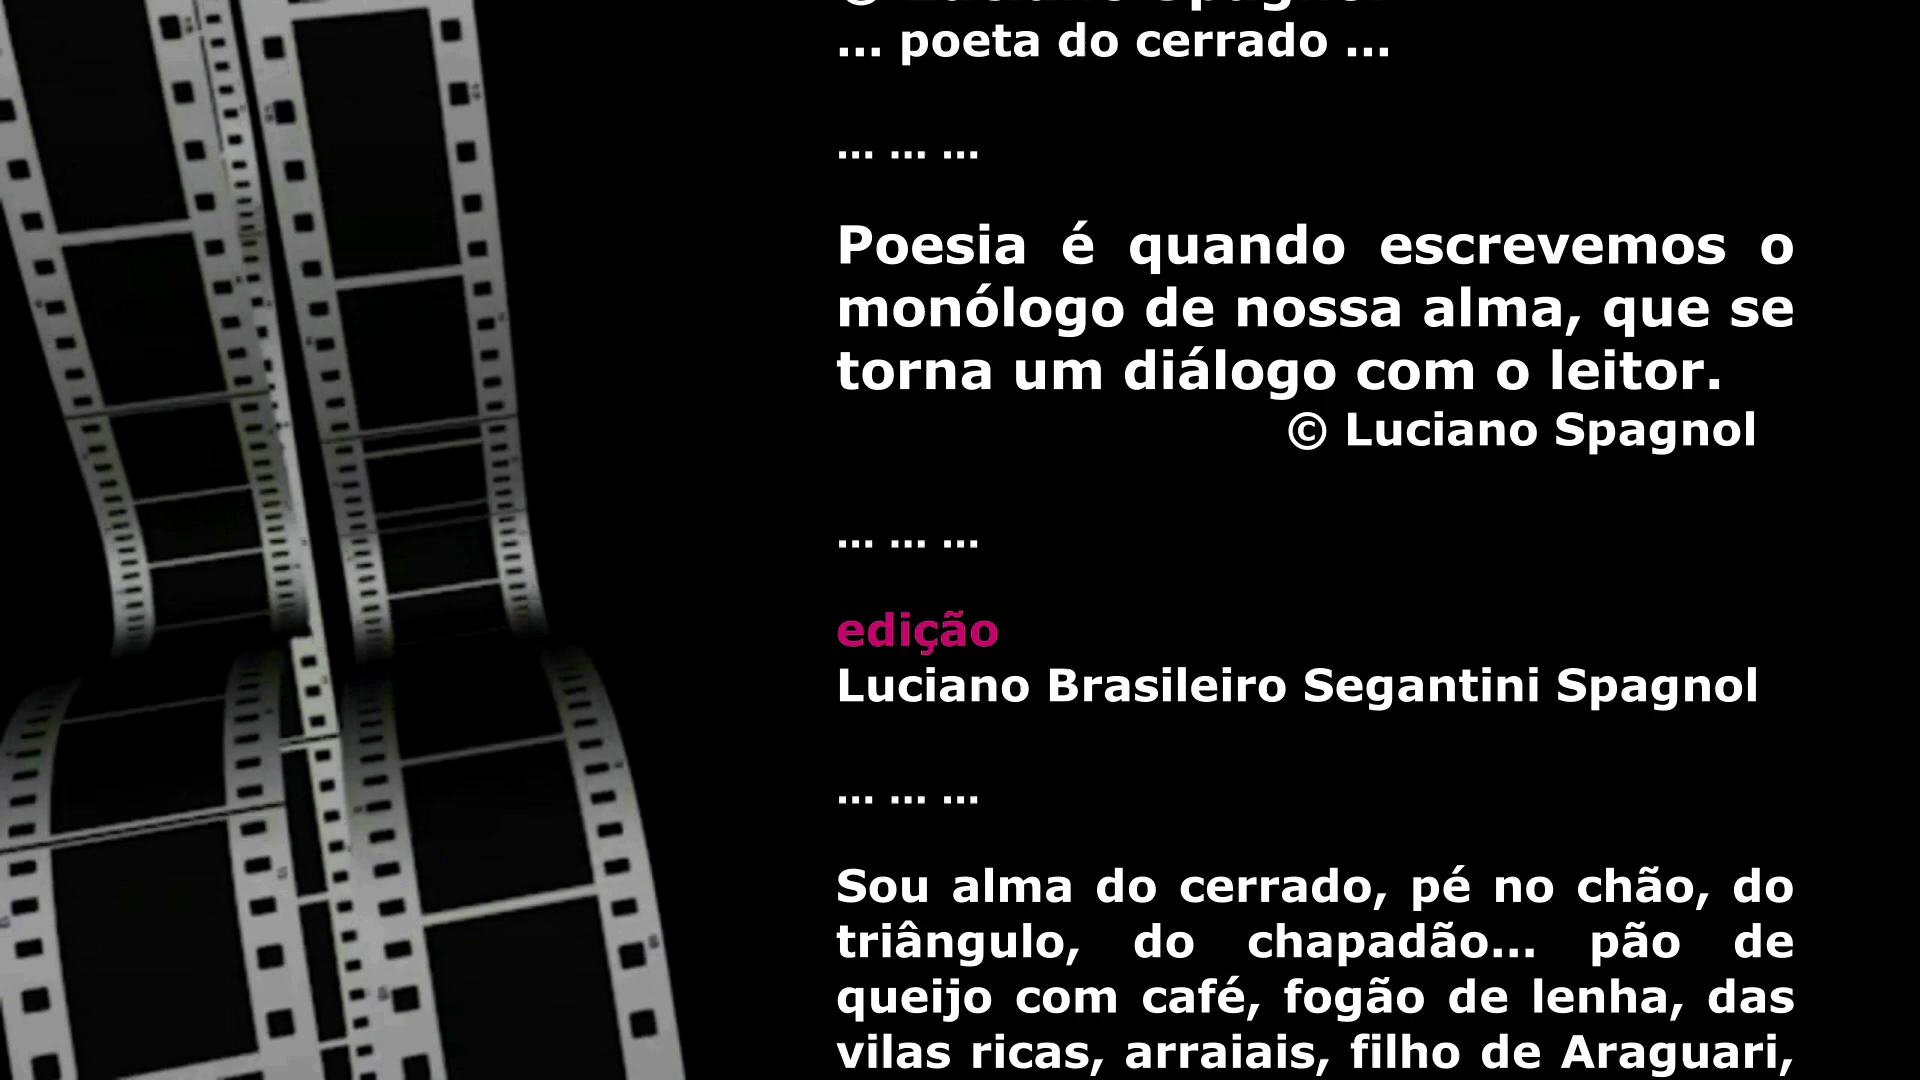 © Luciano Spagnol
... poeta do cerrado ...
... ... ...
Poesia é quando escrevemos o
monólogo de nossa alma, que se
torna um diálogo com o leitor.
© Luciano Spagnol
... ... ...
edição
Luciano Brasileiro Segantini Spagnol
... ... ...
Sou alma do cerrado, pé no chão, do
triângulo, do chapadão... pão de
queijo com café, fogão de lenha, das
vilas ricas, arraiais, filho de Araguari,